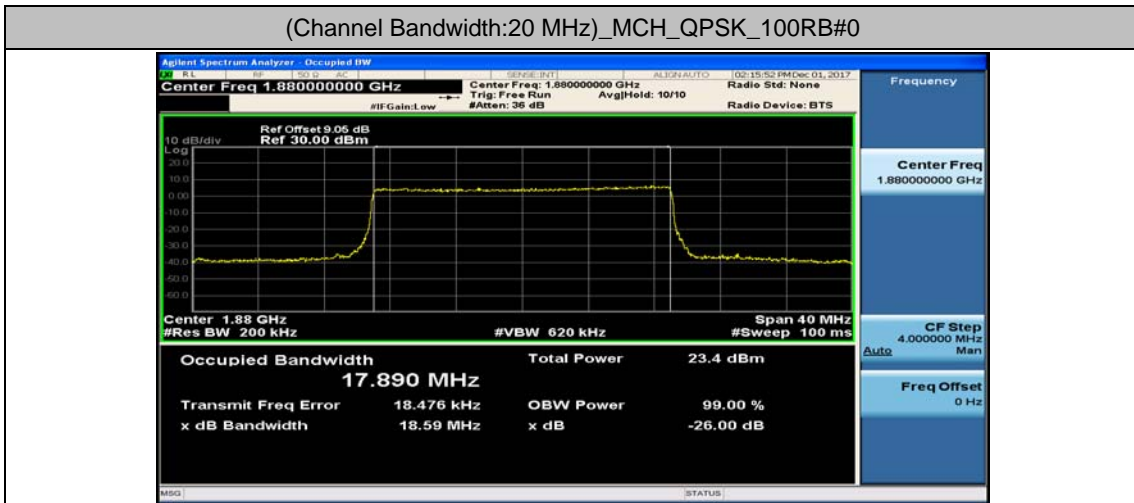 (Channel Bandwidth:20 MHz)_MCH_QPSK_100RB#0
Agilent Spectrum Analyzer - Occupied BW
LXI RL RF 50 Ω AC SENSE:INT ALIGNAUTO 02:15:52 PM Dec 01, 2017
Center Freq 1.880000000 GHz
Center Freq: 1.880000000 GHz
Radio Std: None
Trig: Free Run
Avg|Hold: 10/10
#IFGain:Low
#Atten: 36 dB
Radio Device: BTS
Frequency
Ref Offset 9.05 dB
10 dB/div
Ref 30.00 dBm
Log
20.0
10.0
0.00
-10.0
-20.0
-30.0
-40.0
-50.0
-60.0
Center Freq
1.880000000 GHz
Center 1.88 GHz
Span 40 MHz
#Res BW 200 kHz
#VBW 620 kHz
#Sweep 100 ms
CF Step
4.000000 MHz
Auto Man
Occupied Bandwidth
Total Power 23.4 dBm
17.890 MHz
Freq Offset
0 Hz
Transmit Freq Error 18.476 kHz OBW Power 99.00 %
x dB Bandwidth 18.59 MHz x dB -26.00 dB
MSG
STATUS